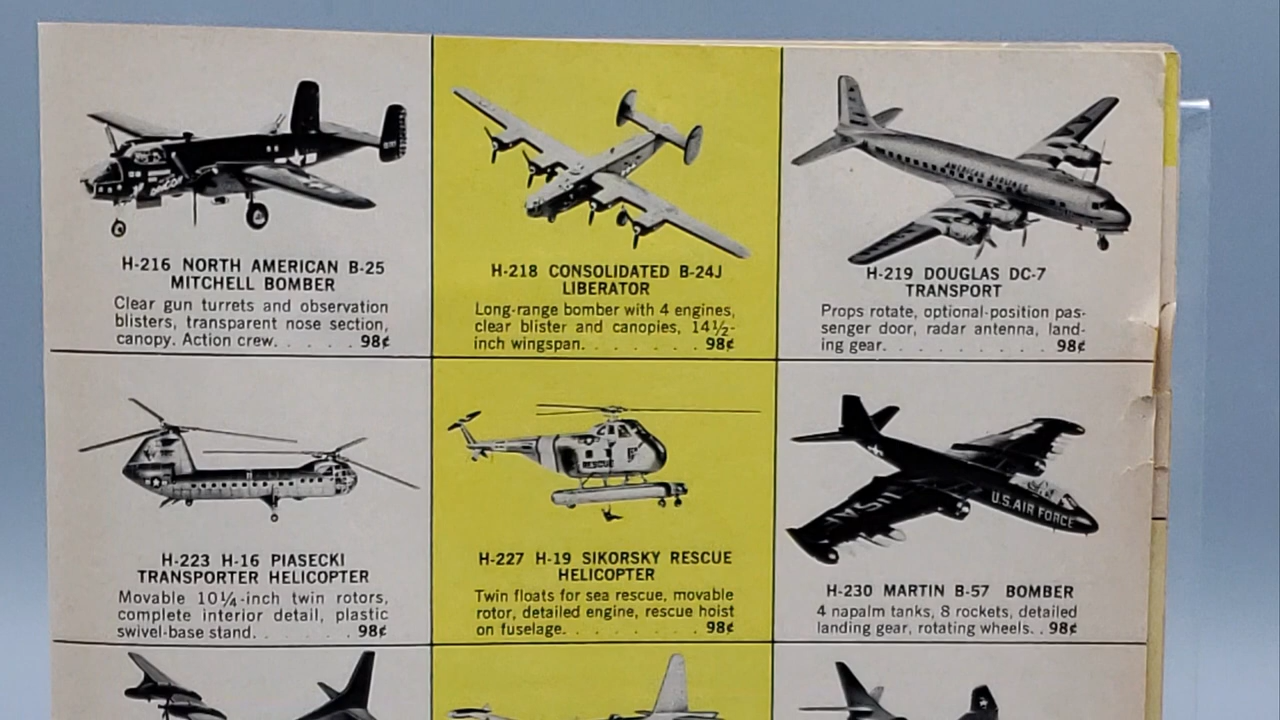 AMERICAN AIRLINES
H-216 NORTH AMERICAN B-25
MITCHELL BOMBER
Clear gun turrets and observation
blisters, transparent nose section,
canopy. Action crew. . . . . . 98¢
H-218 CONSOLIDATED B-24J
LIBERATOR
Long-range bomber with 4 engines,
clear blister and canopies, 14½-
inch wingspan. . . . . . . . 98¢
H-219 DOUGLAS DC-7
TRANSPORT
Props rotate, optional-position pas-
senger door, radar antenna, land-
ing gear. . . . . . . . . . 98¢
RESCUE
U.S. AIR FORCE
USAF
H-223 H-16 PIASECKI
TRANSPORTER HELICOPTER
Movable 10¼-inch twin rotors,
complete interior detail, plastic
swivel-base stand. . . . . . . 98¢
H-227 H-19 SIKORSKY RESCUE
HELICOPTER
Twin floats for sea rescue, movable
rotor, detailed engine, rescue hoist
on fuselage. . . . . . . . . 98¢
H-230 MARTIN B-57 BOMBER
4 napalm tanks, 8 rockets, detailed
landing gear, rotating wheels. . 98¢